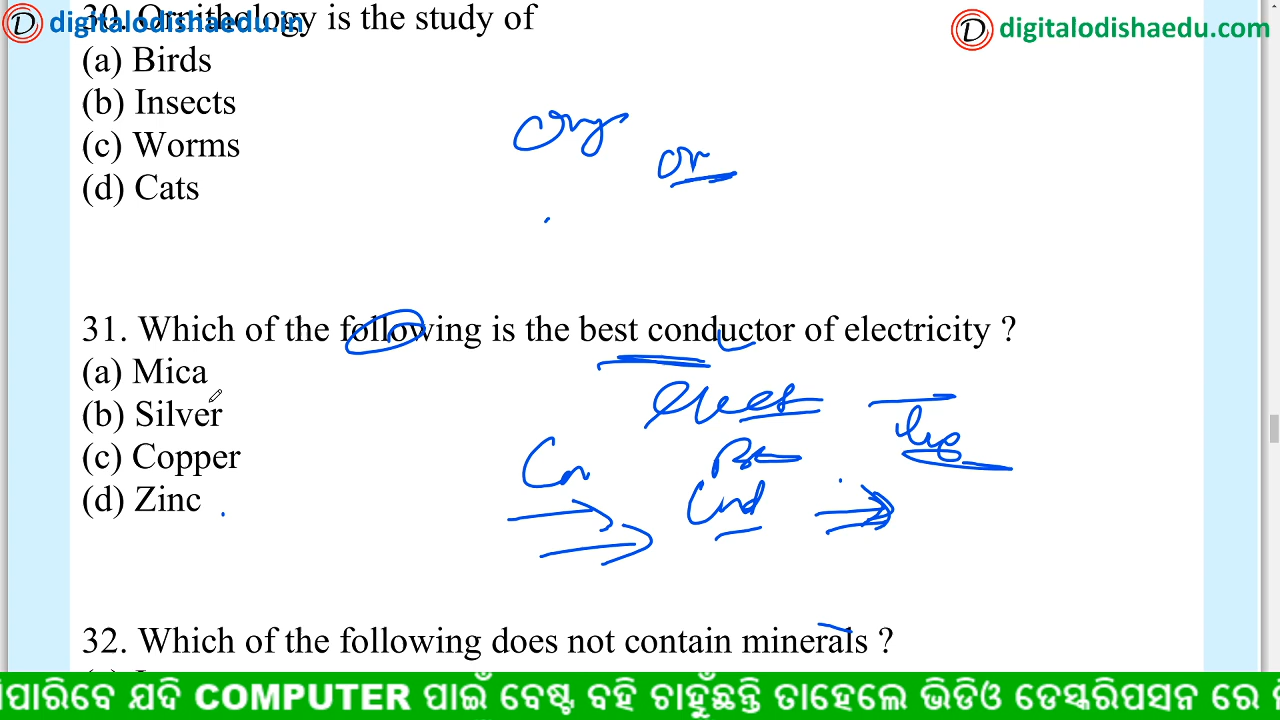 30. Ornithology is the study of
digitalodishaedu.in
digitalodishaedu.com
(a) Birds
(b) Insects
(c) Worms
(d) Cats
or
31. Which of the following is the best conductor of electricity ?
(a) Mica
(b) Silver
(c) Copper
(d) Zinc
32. Which of the following does not contain minerals ?
ପାରିବେ ଯଦି COMPUTER ପାଇଁ ବେଷ୍ଟ ବହି ଚାହୁଁଛନ୍ତି ତାହେଲେ ଭିଡିଓ ଡେସ୍କରିପସନ ରେ